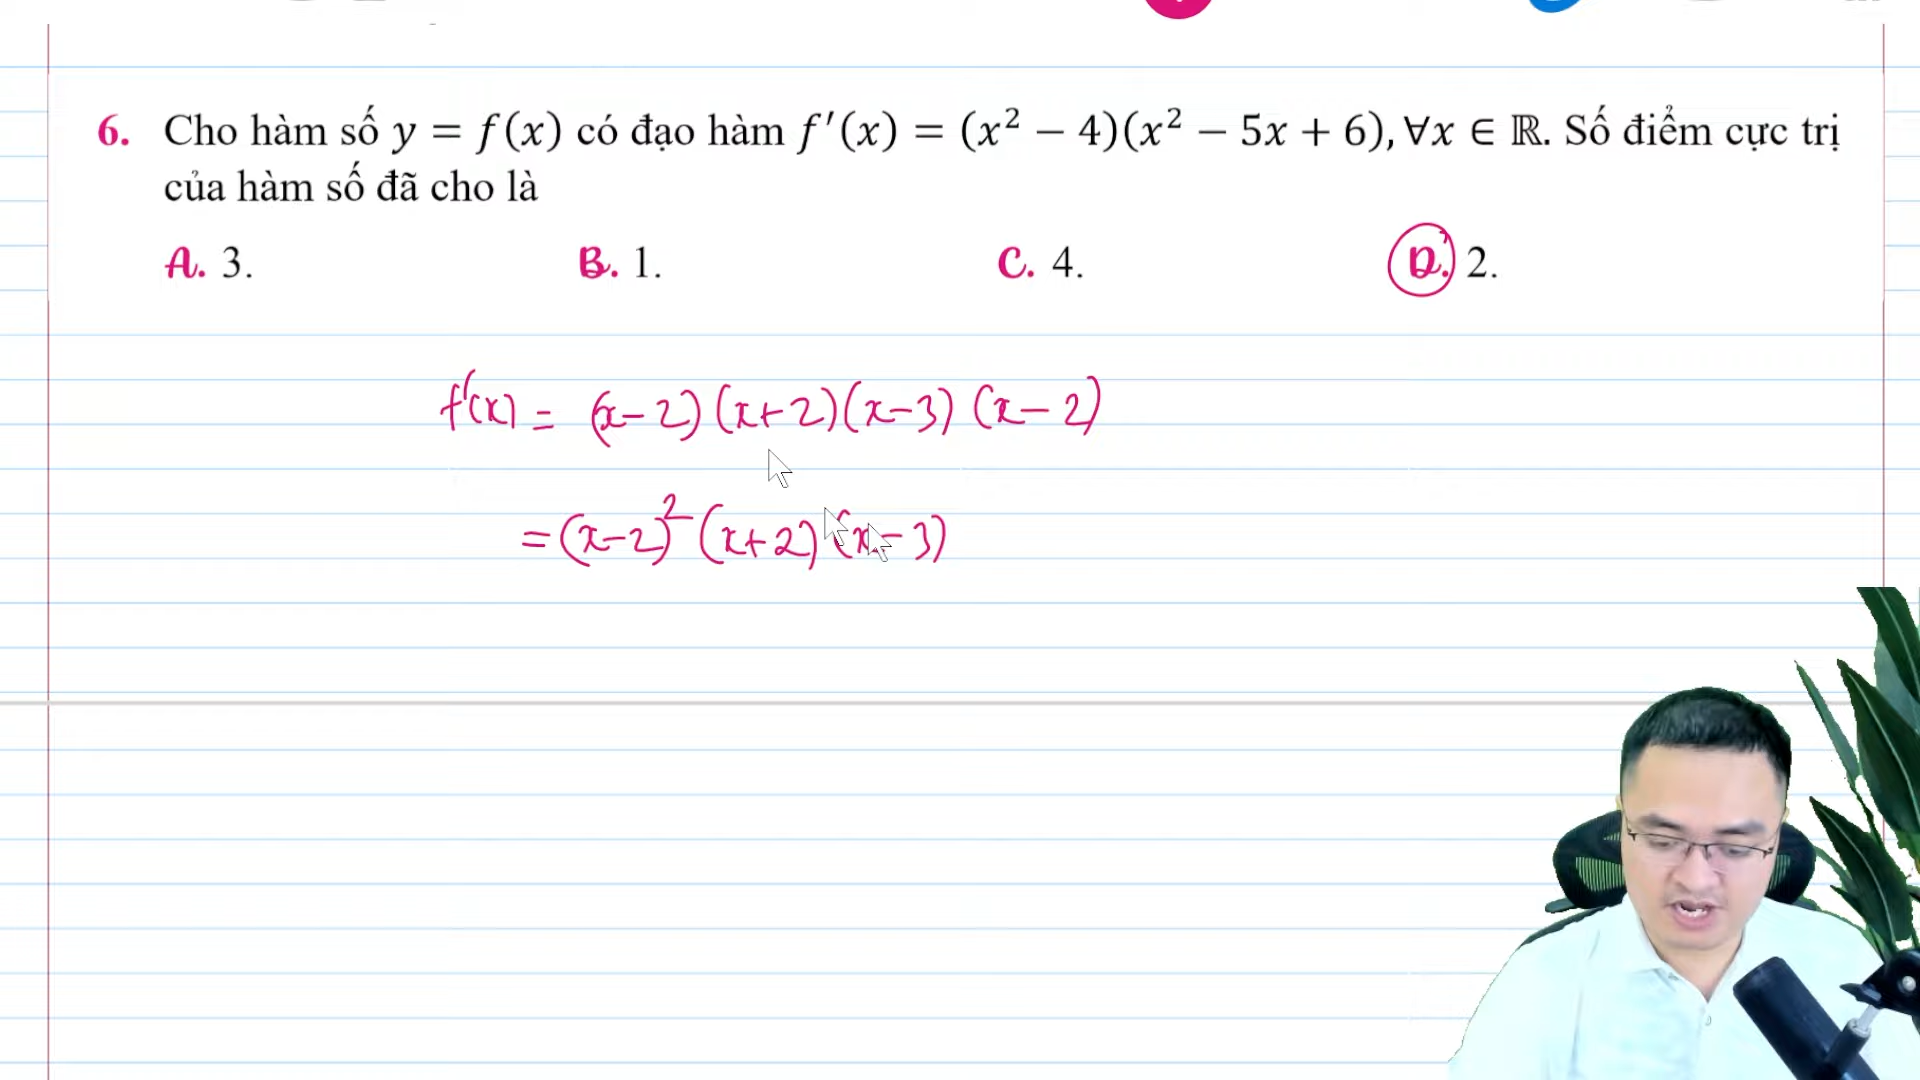 6. Cho hàm số y = f(x) có đạo hàm f′(x) = (x² − 4)(x² − 5x + 6), ∀x ∈ ℝ. Số điểm cực trị
của hàm số đã cho là
A. 3. B. 1. C. 4. D. 2.
f'(x) = (x-2)(x+2)(x-3)(x-2)
=(x-2)²(x+2)(x-3)